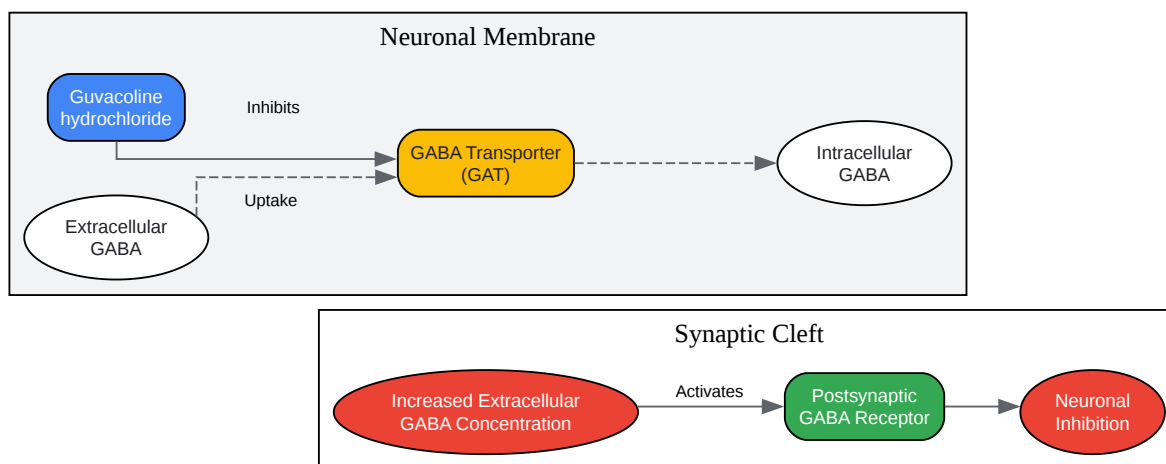 Neuronal Membrane
Guvacoline
hydrochloride
Inhibits
GABA Transporter
(GAT)
Intracellular
GABA
Uptake
Extracellular
GABA
Synaptic Cleft
Increased Extracellular
GABA Concentration
Activates
Postsynaptic
GABA Receptor
Neuronal
Inhibition